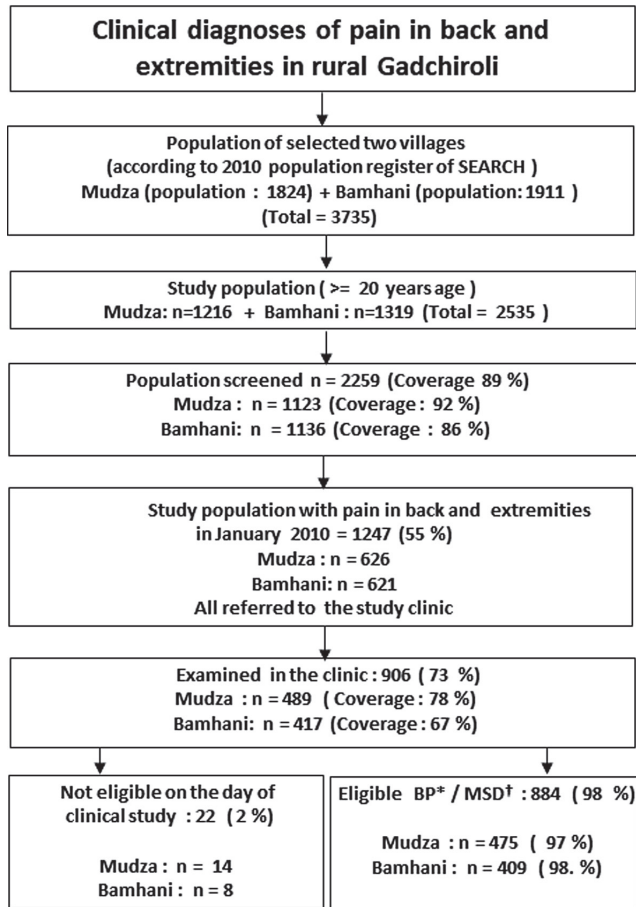 Clinical diagnoses of pain in back and
extremities in rural Gadchiroli
Population of selected two villages
(according to 2010 population register of SEARCH )
Mudza (population : 1824) + Bamhani (population: 1911 )
(Total = 3735)
Study population ( >= 20 years age )
Mudza: n=1216 + Bamhani : n=1319 (Total = 2535 )
Population screened n = 2259 (Coverage 89 %)
Mudza : n = 1123 (Coverage : 92 %)
Bamhani: n = 1136 (Coverage : 86 %)
Study population with pain in back and extremities
in January 2010 = 1247 (55 %)
Mudza : n = 626
Bamhani: n = 621
All referred to the study clinic
Examined in the clinic : 906 ( 73 %)
Mudza : n = 489 ( Coverage : 78 %)
Bamhani: n = 417 (Coverage : 67 %)
Not eligible on the day of
clinical study : 22 ( 2 %)
Mudza : n = 14
Bamhani : n = 8
Eligible BP* / MSD† : 884 ( 98 %)
Mudza : n = 475 ( 97 %)
Bamhani : n = 409 (98. %)